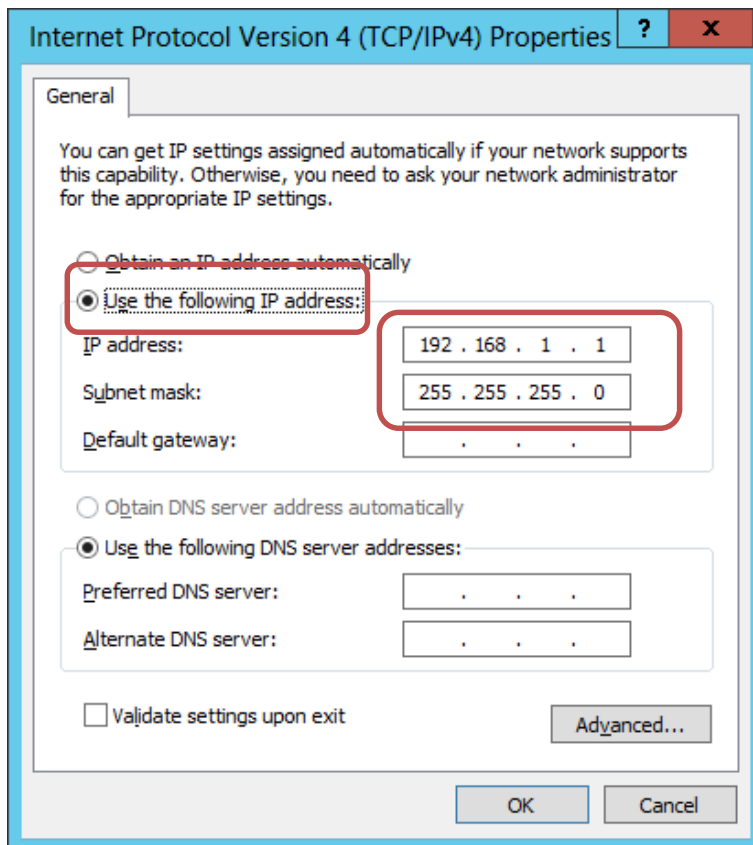 Internet Protocol Version 4 (TCP/IPv4) Properties ? x
General
You can get IP settings assigned automatically if your network supports
this capability. Otherwise, you need to ask your network administrator
for the appropriate IP settings.
Obtain an IP address automatically
Use the following IP address:
IP address: 192 . 168 . 1 . 1
Subnet mask: 255 . 255 . 255 . 0
Default gateway: . . .
Obtain DNS server address automatically
Use the following DNS server addresses:
Preferred DNS server: . . .
Alternate DNS server: . . .
Validate settings upon exit
Advanced...
OK Cancel